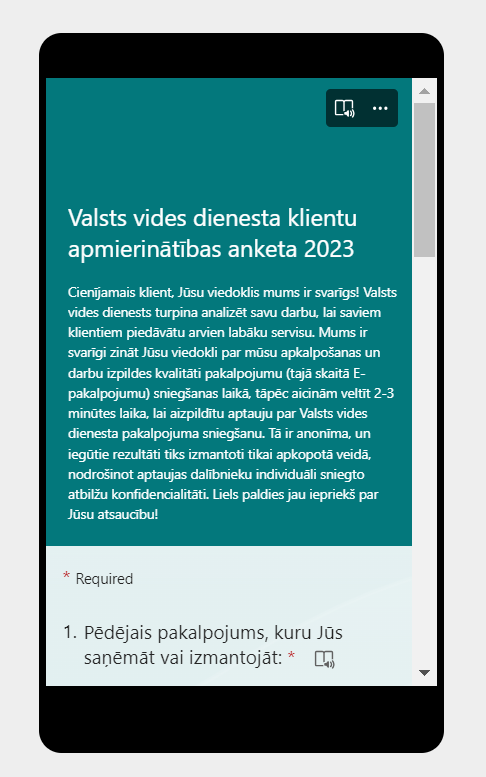 Valsts vides dienesta klientu
apmierinātības anketa 2023
Cienījamais klient, Jūsu viedoklis mums ir svarīgs! Valsts
vides dienests turpina analizēt savu darbu, lai saviem
klientiem piedāvātu arvien labāku servisu. Mums ir
svarīgi zināt Jūsu viedokli par mūsu apkalpošanas un
darbu izpildes kvalitāti pakalpojumu (tajā skaitā E-
pakalpojumu) sniegšanas laikā, tāpēc aicinām veltīt 2-3
minūtes laika, lai aizpildītu aptauju par Valsts vides
dienesta pakalpojuma sniegšanu. Tā ir anonīma, un
iegūtie rezultāti tiks izmantoti tikai apkopotā veidā,
nodrošinot aptaujas dalībnieku individuāli sniegto
atbilžu konfidencialitāti. Liels paldies jau iepriekš par
Jūsu atsaucību!
* Required
1. Pēdējais pakalpojums, kuru Jūs
saņēmāt vai izmantojāt: *